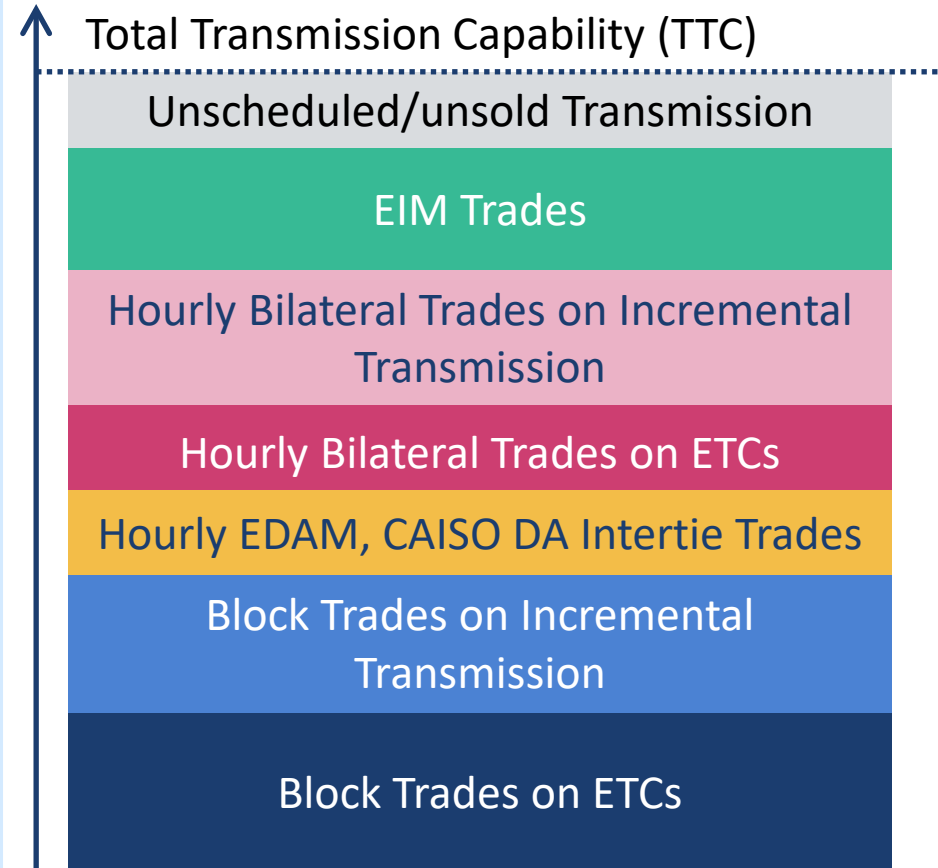 Total Transmission Capability (TTC)
Unscheduled/unsold Transmission
EIM Trades
Hourly Bilateral Trades on Incremental
Transmission
Hourly Bilateral Trades on ETCs
Hourly EDAM, CAISO DA Intertie Trades
Block Trades on Incremental
Transmission
Block Trades on ETCs